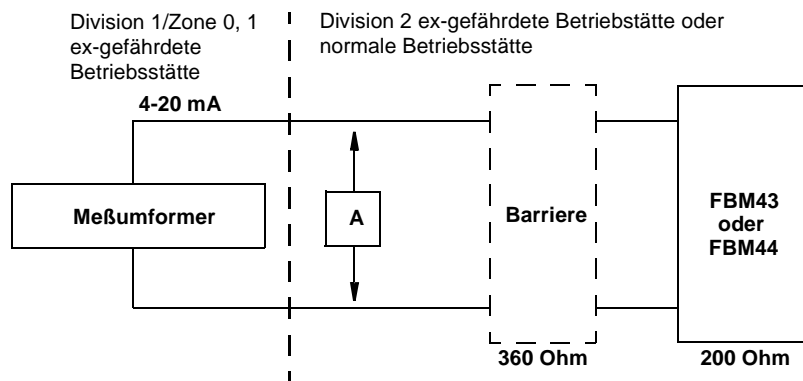 Division 1/Zone 0, 1
ex-gefährdete
Betriebsstätte
Division 2 ex-gefährdete Betriebstätte oder
normale Betriebsstätte
4-20 mA
Meßumformer
A
Barriere
FBM43
oder
FBM44
360 Ohm
200 Ohm